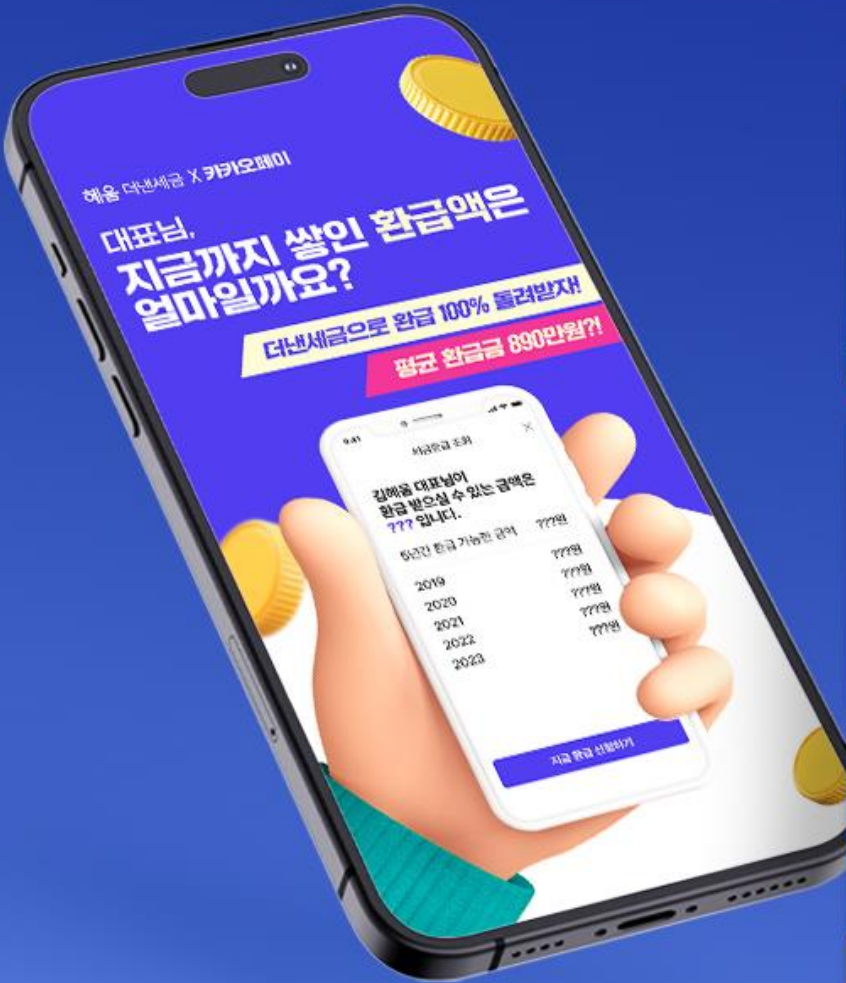 혜움 더낸세금 X 카카오페이
대표님,
지금까지 쌓인 환급액은
얼마일까요?
더낸세금으로 환급 100% 돌려받자!
평균 환급금 890만원?!
9:41
세금환급 조회
김혜움 대표님이
환급 받으실 수 있는 금액은
??? 입니다.
5년간 환급 가능한 금액 ???원
2019 ???원
2020 ???원
2021 ???원
2022 ???원
2023 ???원
지금 환급 신청하기